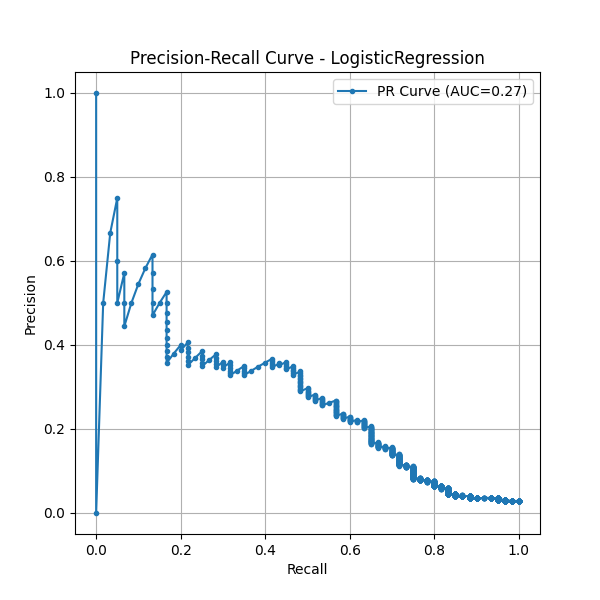 Precision-Recall Curve - LogisticRegression
PR Curve (AUC=0.27)
1.0
0.8
0.6
0.4
0.2
0.0
Precision
0.0 0.2 0.4 0.6 0.8 1.0
Recall